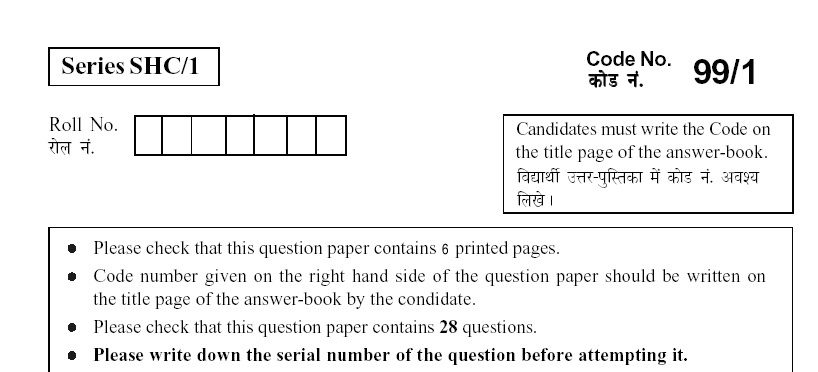 Series SHC/1
Code No. 99/1
कोड नं.
Roll No.
रोल नं.
Candidates must write the Code on
the title page of the answer-book.
विद्यार्थी उत्तर-पुस्तिका में कोड नं. अवश्य
लिखे।
● Please check that this question paper contains 6 printed pages.
● Code number given on the right hand side of the question paper should be written on
the title page of the answer-book by the condidate.
● Please check that this question paper contains 28 questions.
● Please write down the serial number of the question before attempting it.